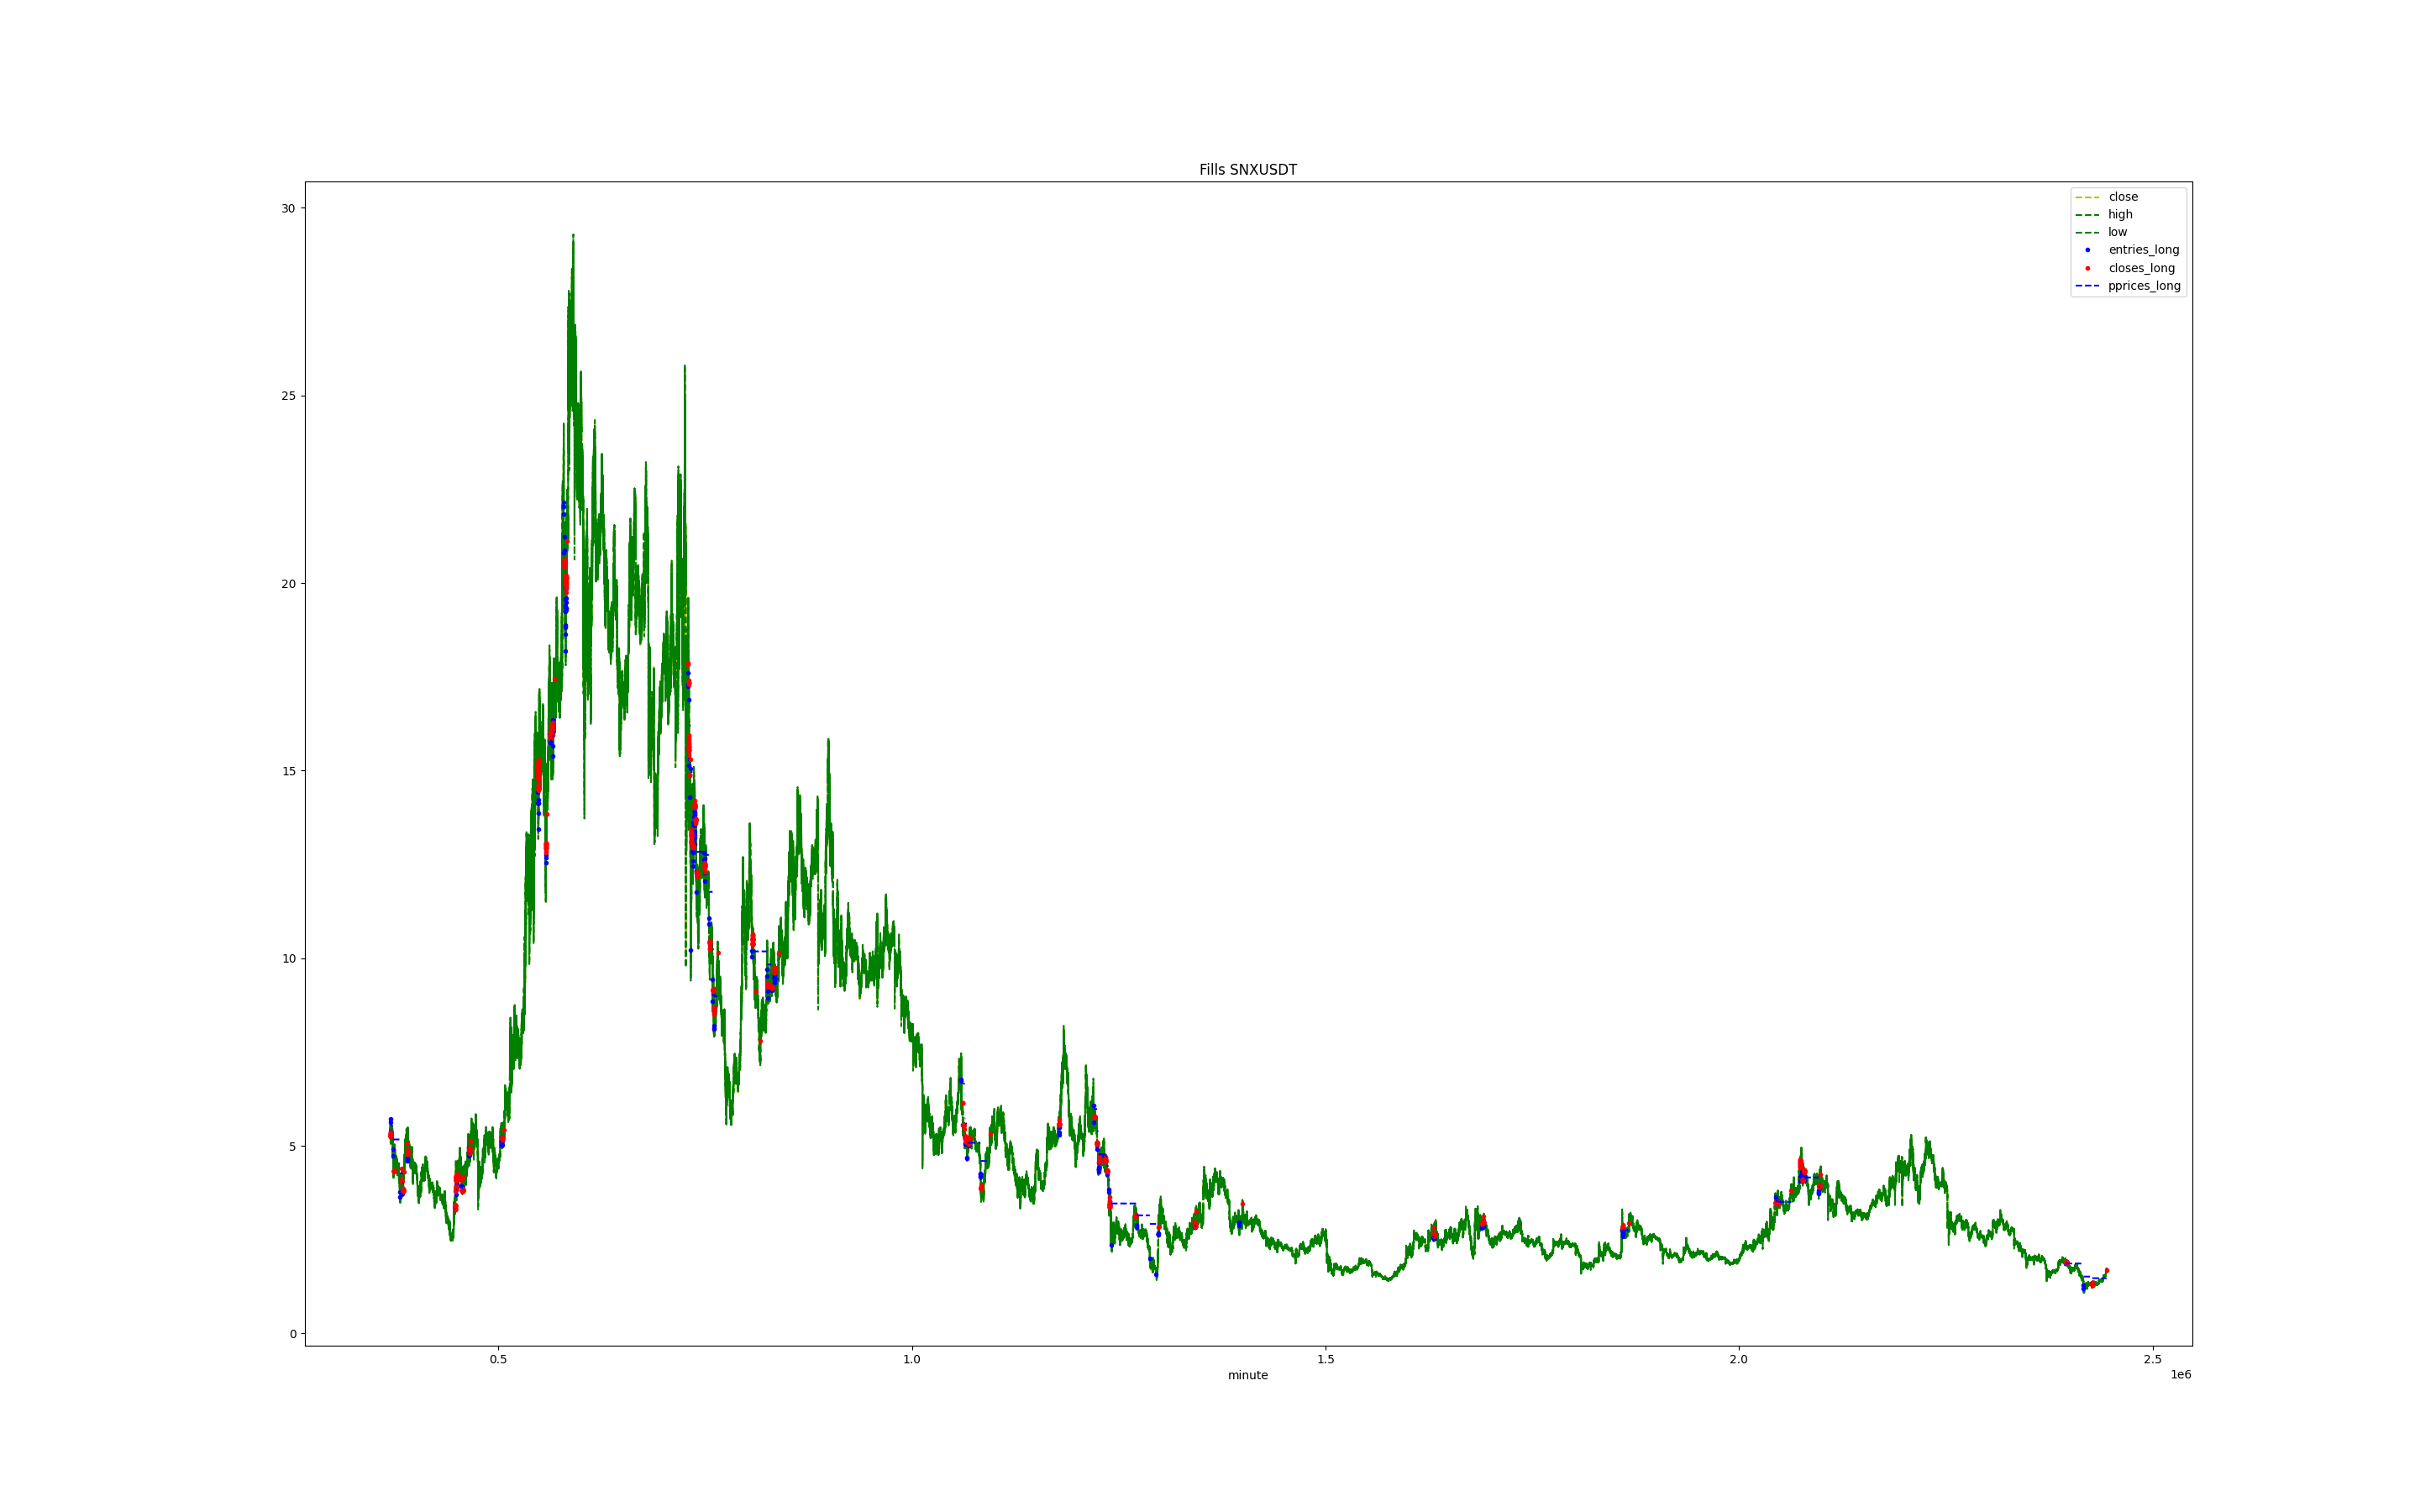 Fills SNXUSDT
close
high
low
entries_long
closes_long
pprices_long
30
25
20
15
10
5
0
0.5 1.0 1.5 2.0 2.5
minute 1e6